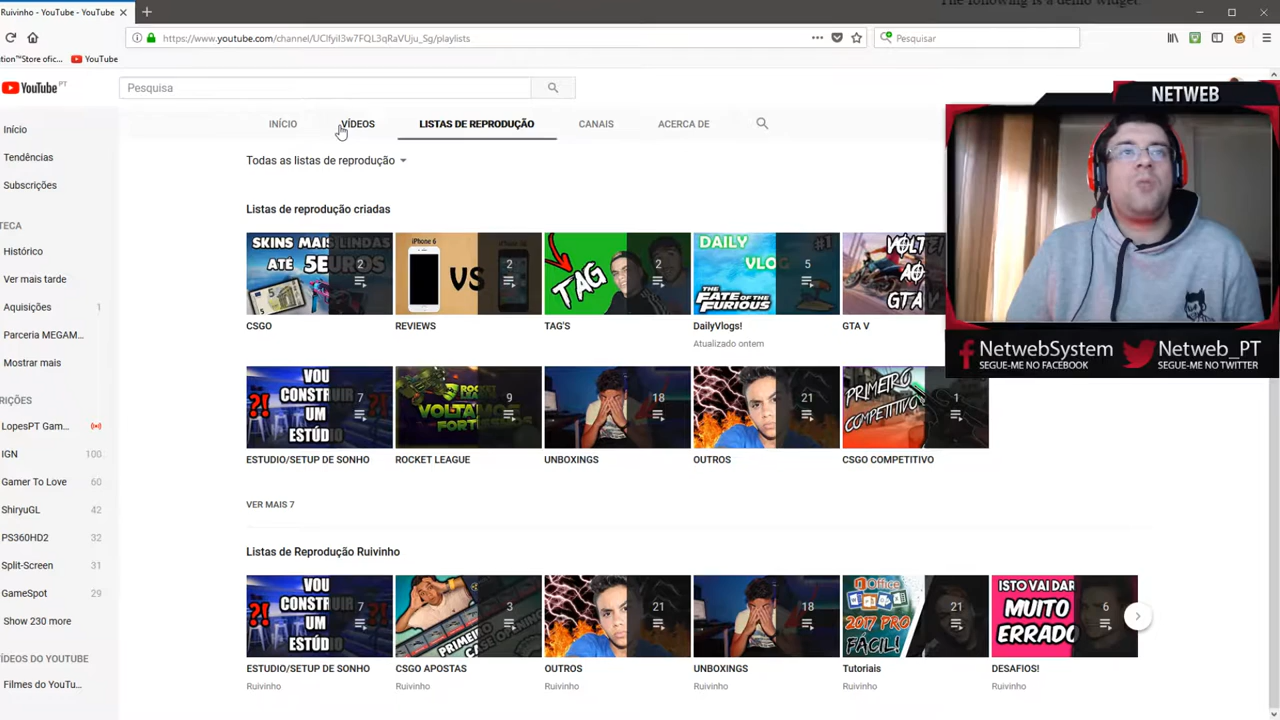 The following is a demo widget.
Ruivinho - YouTube - YouTube
https://www.youtube.com/channel/UClfyiI3w7FQL3qRaVUju_Sg/playlists
Pesquisar
tion™Store ofic...
YouTube
YouTube PT
Pesquisa
NETWEB
INÍCIO
VÍDEOS
LISTAS DE REPRODUÇÃO
CANAIS
ACERCA DE
Início
Tendências
Subscrições
TECA
Histórico
Ver mais tarde
Aquisições 1
Parceria MEGAM...
Mostrar mais
RIÇÕES
LopesPT Gam...
IGN 100
Gamer To Love 60
ShiryuGL 42
PS360HD2 32
Split-Screen 31
GameSpot 29
Show 230 more
ÍDEOS DO YOUTUBE
Filmes do YouTu...
Todas as listas de reprodução
Listas de reprodução criadas
SKINS MAIS LINDAS
ATÉ 5EUROS
2
iPhone 6
VS
2
TAG
2
DAILY
VLOG
#1
THE FATE OF THE FURIOUS
5
VOLT
AO
GTA
CSGO
REVIEWS
TAG'S
DailyVlogs!
Atualizado ontem
GTA V
NetwebSystem
SEGUE-ME NO FACEBOOK
Netweb_PT
SEGUE-ME NO TWITTER
VOU
CONSTRUIR
UM
ESTÚDIO
?!
7
ROCKET LEAGUE
VOLTAMOS
9
18
21
PRIMEIRO
COMPETITIVO
1
ESTUDIO/SETUP DE SONHO
ROCKET LEAGUE
UNBOXINGS
OUTROS
CSGO COMPETITIVO
VER MAIS 7
Listas de Reprodução Ruivinho
VOU
CONSTRUIR
UM
ESTÚDIO
?!
7
PRIMEIRO
OPENING
3
21
18
Office
2017 PRO
FÁCIL!
21
ISTO VAI DAR
MUITO
ERRADO
6
ESTUDIO/SETUP DE SONHO
Ruivinho
CSGO APOSTAS
Ruivinho
OUTROS
Ruivinho
UNBOXINGS
Ruivinho
Tutoriais
Ruivinho
DESAFIOS!
Ruivinho